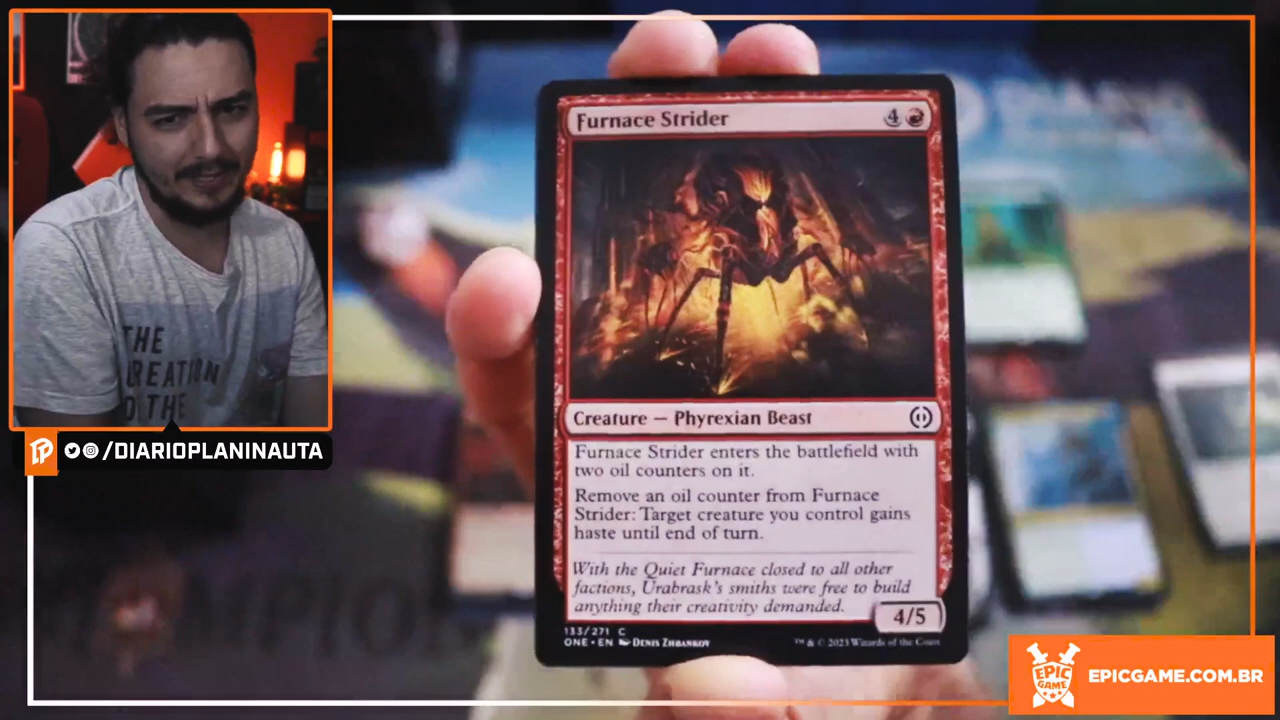 THE
CREATION
O THE
/DIARIOPLANINAUTA
Furnace Strider
4
Creature — Phyrexian Beast
Furnace Strider enters the battlefield with
two oil counters on it.
Remove an oil counter from Furnace
Strider: Target creature you control gains
haste until end of turn.
With the Quiet Furnace closed to all other
factions, Urabrask's smiths were free to build
anything their creativity demanded.
4/5
133/271 C
ONE • EN DENIS ZHBANKOV
™ & © 2023 Wizards of the Coast
EPIC
GAME
EPICGAME.COM.BR